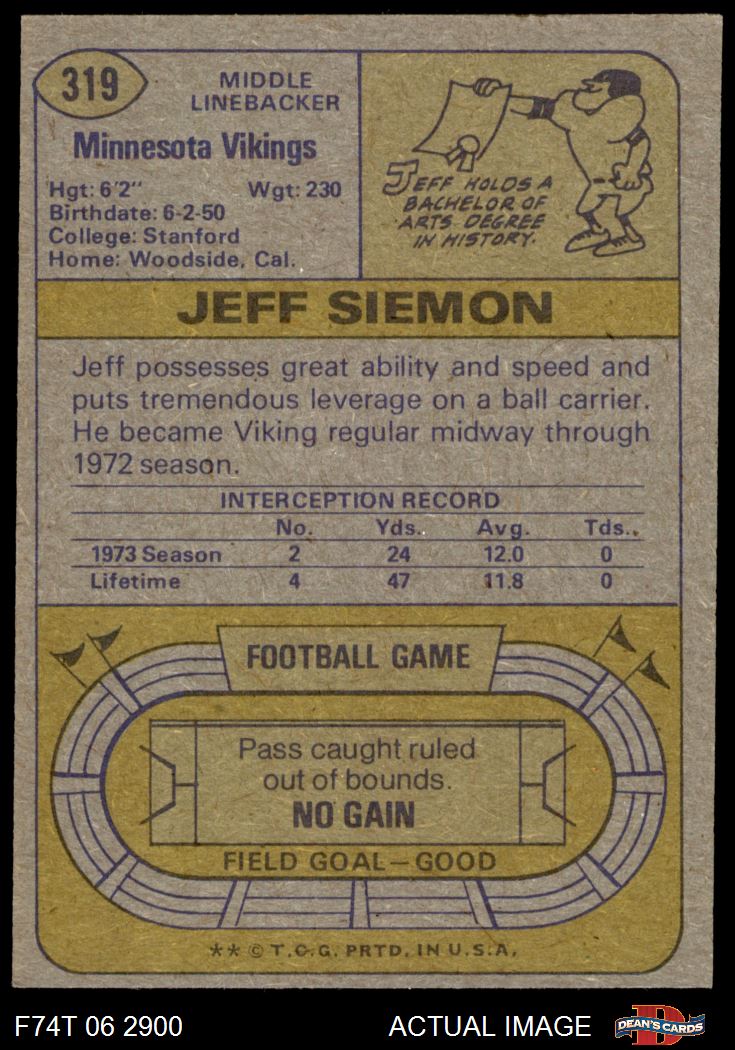 319
MIDDLE
LINEBACKER
Minnesota Vikings
Hgt: 6'2" Wgt: 230
Birthdate: 6-2-50
College: Stanford
Home: Woodside, Cal.
JEFF HOLDS A
BACHELOR OF
ARTS DEGREE
IN HISTORY.
JEFF SIEMON
Jeff possesses great ability and speed and
puts tremendous leverage on a ball carrier.
He became Viking regular midway through
1972 season.
INTERCEPTION RECORD
No. Yds.. Avg. Tds..
1973 Season 2 24 12.0 0
Lifetime 4 47 11.8 0
FOOTBALL GAME
Pass caught ruled
out of bounds.
NO GAIN
FIELD GOAL—GOOD
** © T.C.G. PRTD. IN U.S.A.
F74T 06 2900 ACTUAL IMAGE D DEAN'S CARDS